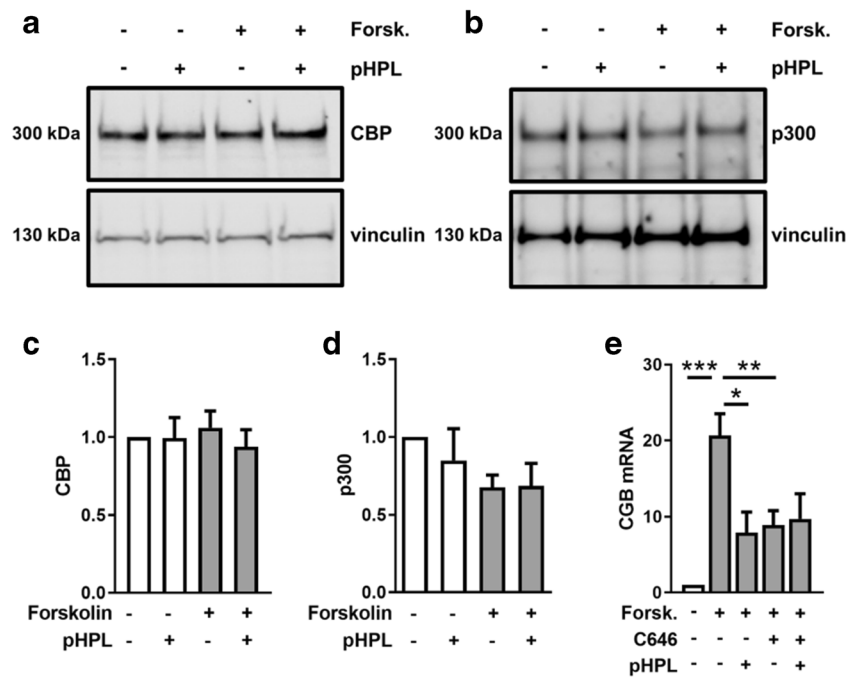 a
- - + + Forsk.
- + - + pHPL
300 kDa CBP
130 kDa vinculin
b
- - + + Forsk.
- + - + pHPL
300 kDa p300
130 kDa vinculin
c
1.5
1.0
0.5
0.0
CBP
Forskolin - - + +
pHPL - + - +
d
1.5
1.0
0.5
0.0
p300
Forskolin - - + +
pHPL - + - +
e
30
20
10
0
CGB mRNA
*** **
*
Forsk. - + + + +
C646 - - - + +
pHPL - - + - +